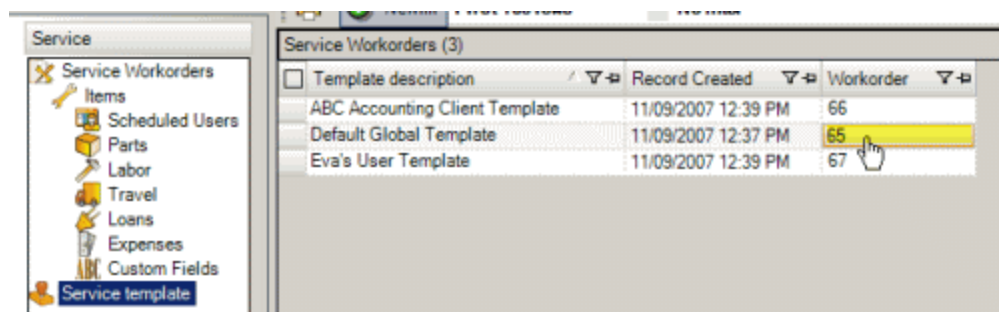 Service
Service Workorders
Items
Scheduled Users
Parts
Labor
Travel
Loans
Expenses
ABC Custom Fields
Service template
Service Workorders (3)
Template description Record Created Workorder
ABC Accounting Client Template 11/09/2007 12:39 PM 66
Default Global Template 11/09/2007 12:37 PM 65
Eva's User Template 11/09/2007 12:39 PM 67